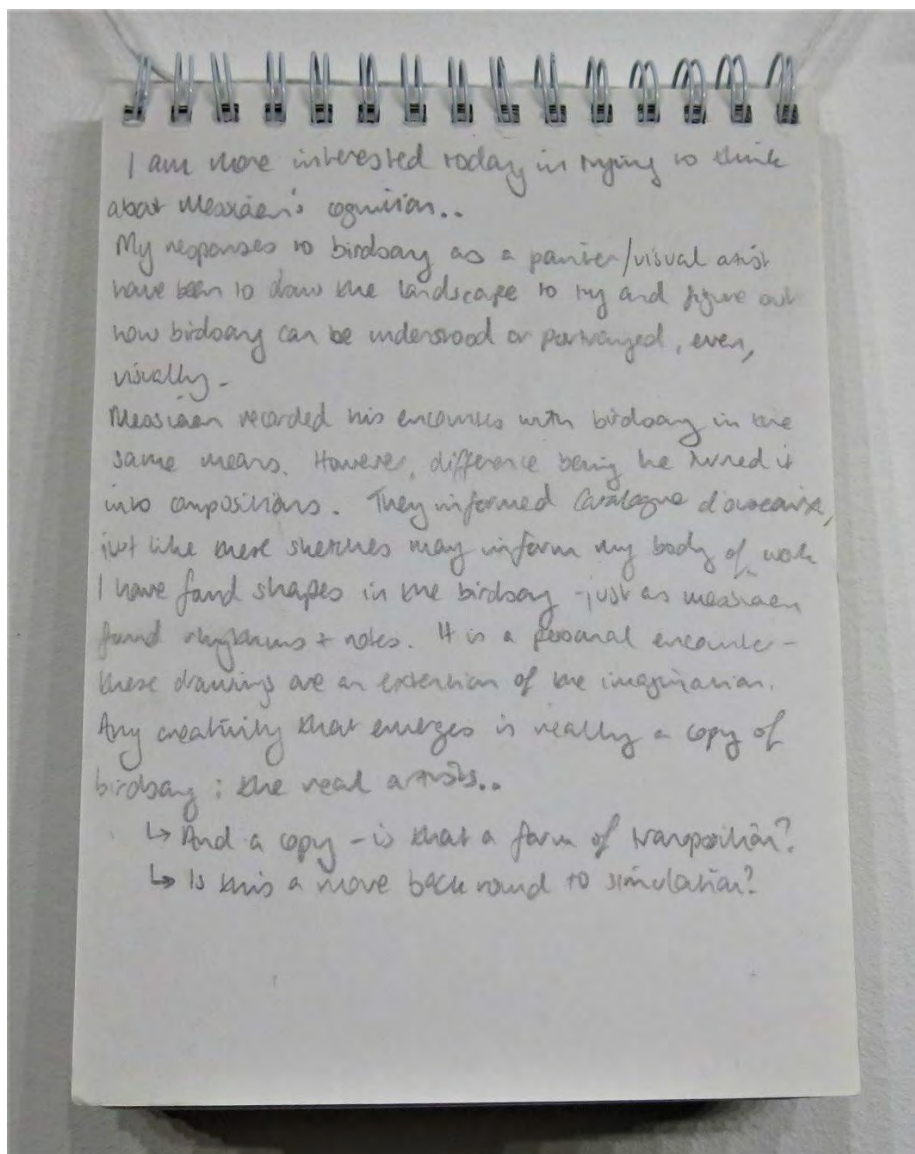 I am more interested today in trying to think
about Messiaen's cognition..
My responses to birdsong as a painter/visual artist
have been to draw the landscape to try and figure out
how birdsong can be understood or portrayed, even,
visually -
Messiaen recorded his encounters with birdsong in the
same means. However, difference being he turned it
into compositions. They informed Catalogue d'oiseaux,
just like these sketches may inform my body of work
I have found shapes in the birdsong - just as messiaen
found rhythms + notes. It is a personal encounter -
these drawings are an extention of the imagination.
Any creativity that emerges is really a copy of
birdsong ; the real artists..
↳ And a copy - is that a form of transposition?
↳ Is this a move back round to simulation?